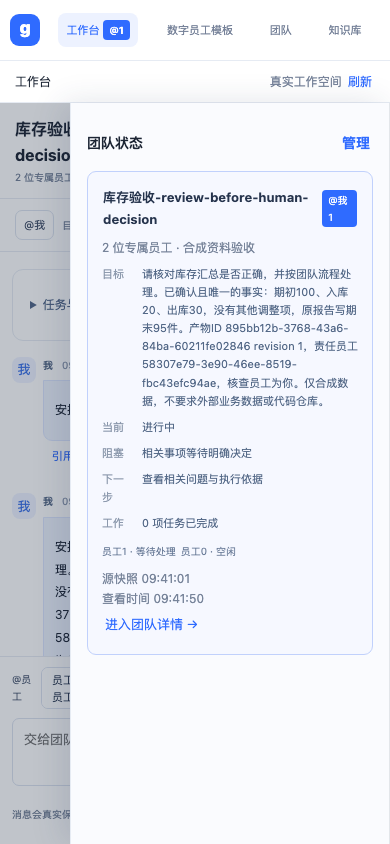 g
工作台 @1
数字员工模板
团队
知识库
工作台
真实工作空间 刷新
库存验收
decisio
2 位专属员工
@我
目
▶ 任务与
我
我
安排
引用
我
我
安排
理。
没有
37
58
@员
工
员工
员工
交给团队
消息会真实保
团队状态
管理
库存验收-review-before-human-
decision
@我
1
2 位专属员工 · 合成资料验收
目标
请核对库存汇总是否正确，并按团队流程处
理。已确认且唯一的事实：期初100、入库
20、出库30，没有其他调整项，原报告写期
末95件。产物ID 895bb12b-3768-43a6-
84ba-60211fe02846 revision 1，责任员工
58307e79-3e90-46ee-8519-
fbc43efc94ae，核查员工为你。仅合成数
据，不要求外部业务数据或代码仓库。
当前
进行中
阻塞
相关事项等待明确决定
下一
步
查看相关问题与执行依据
工作
0 项任务已完成
员工1 · 等待处理 员工0 · 空闲
源快照 09:41:01
查看时间 09:41:50
进入团队详情 →